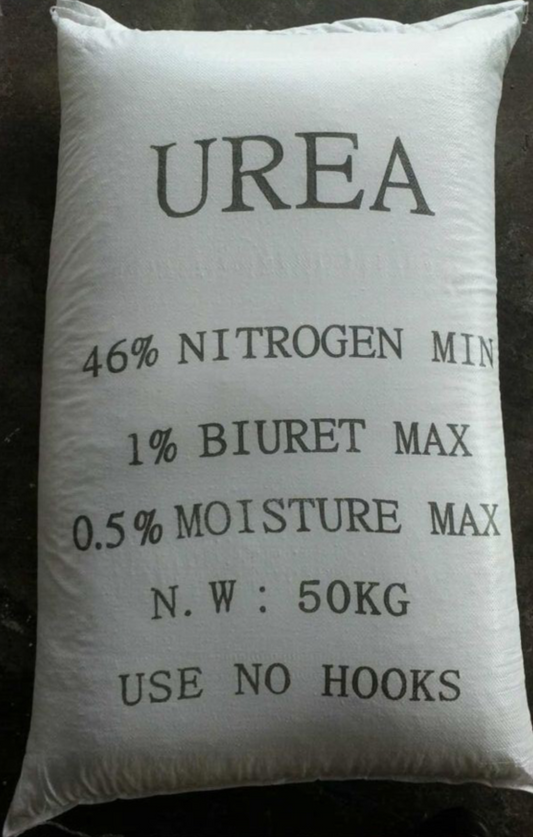 UREA
46% NITROGEN MIN
1% BIURET MAX
0.5% MOISTURE MAX
N.W: 50KG
USE NO HOOKS